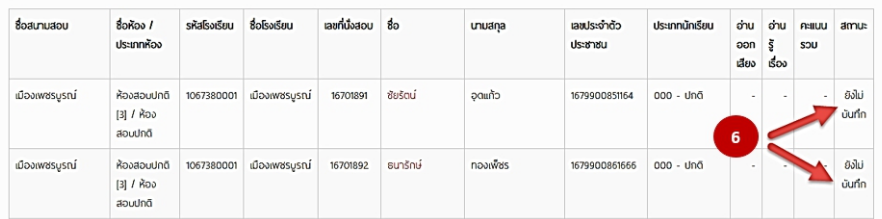 ชื่อสนามสอบ ชื่อห้อง / ประเภทห้อง รหัสโรงเรียน ชื่อโรงเรียน เลขที่นั่งสอบ ชื่อ นามสกุล เลขประจำตัวประชาชน ประเภทนักเรียน อ่านออกเสียง อ่านรู้เรื่อง คะแนนรวม สถานะ
เมืองเพชรบูรณ์ ห้องสอบปกติ [3] / ห้องสอบปกติ 1067380001 เมืองเพชรบูรณ์ 16701891 ชัยรัตน์ อุดแก้ว 1679900851164 000 - ปกติ - - - ยังไม่บันทึก
6
เมืองเพชรบูรณ์ ห้องสอบปกติ [3] / ห้องสอบปกติ 1067380001 เมืองเพชรบูรณ์ 16701892 ธนารักษ์ ทองเพ็ชร 1679900861666 000 - ปกติ - - - ยังไม่บันทึก